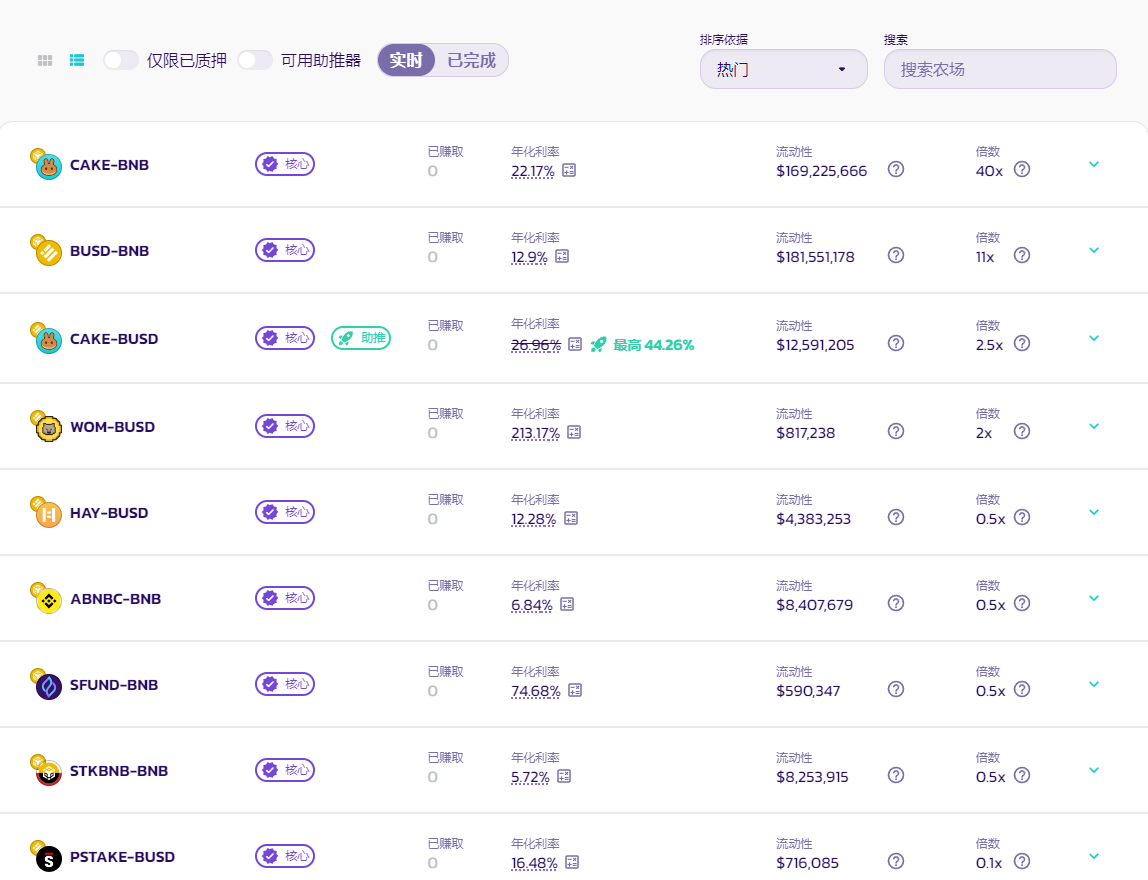 仅限已质押 可用助推器 实时 已完成
排序依据
热门
搜索
搜索农场
CAKE-BNB 核心 已赚取 0 年化利率 22.17% 流动性 $169,225,666 倍数 40x
BUSD-BNB 核心 已赚取 0 年化利率 12.9% 流动性 $181,551,178 倍数 11x
CAKE-BUSD 核心 助推 已赚取 0 年化利率 26.96% 最高 44.26% 流动性 $12,591,205 倍数 2.5x
WOM-BUSD 核心 已赚取 0 年化利率 213.17% 流动性 $817,238 倍数 2x
HAY-BUSD 核心 已赚取 0 年化利率 12.28% 流动性 $4,383,253 倍数 0.5x
ABNBC-BNB 核心 已赚取 0 年化利率 6.84% 流动性 $8,407,679 倍数 0.5x
SFUND-BNB 核心 已赚取 0 年化利率 74.68% 流动性 $590,347 倍数 0.5x
STKBNB-BNB 核心 已赚取 0 年化利率 5.72% 流动性 $8,253,915 倍数 0.5x
PSTAKE-BUSD 核心 已赚取 0 年化利率 16.48% 流动性 $716,085 倍数 0.1x